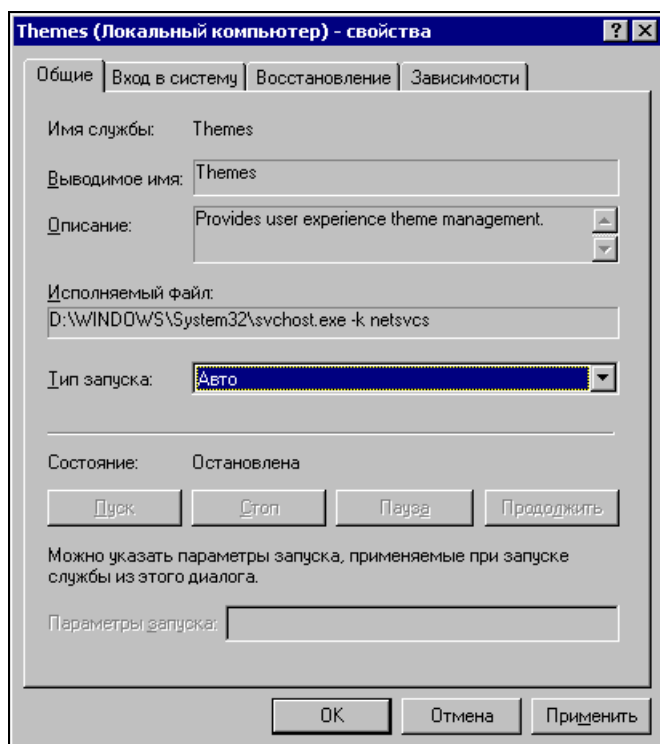 Themes (Локальный компьютер) - свойства
Общие Вход в систему Восстановление Зависимости
Имя службы: Themes
Выводимое имя: Themes
Описание: Provides user experience theme management.
Исполняемый файл:
D:\WINDOWS\System32\svchost.exe -k netsvcs
Тип запуска: Авто
Состояние: Остановлена
Пуск Стоп Пауза Продолжить
Можно указать параметры запуска, применяемые при запуске
службы из этого диалога.
Параметры запуска:
OK Отмена Применить